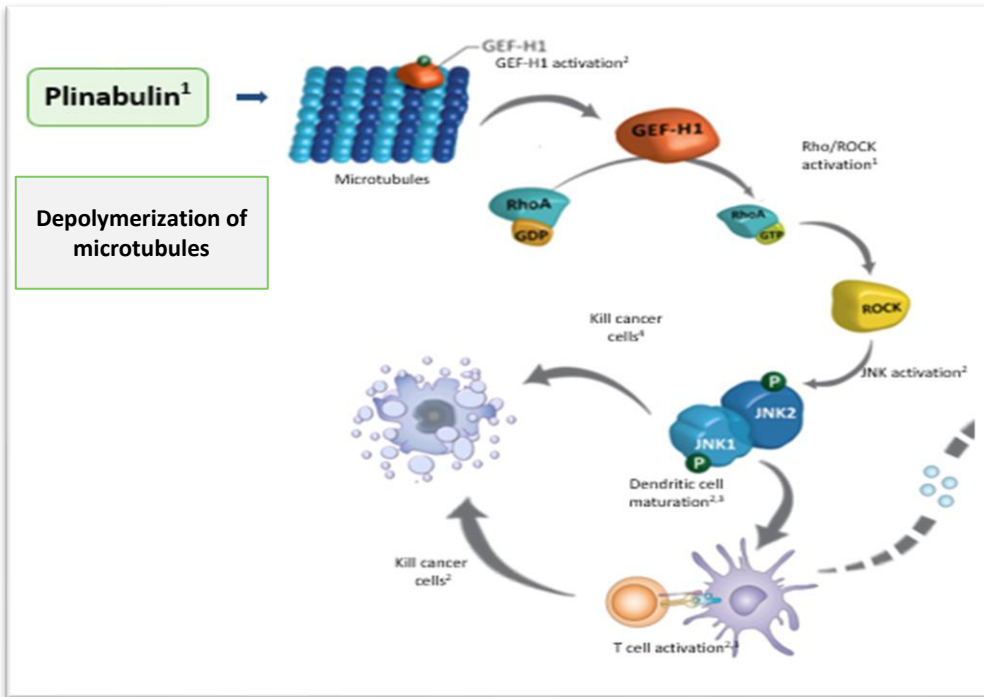 GEF-H1
GEF-H1 activation²
P
Plinabulin¹
GEF-H1
Microtubules
Rho/ROCK
activation¹
Depolymerization of
microtubules
RhoA
GDP
RhoA
GTP
ROCK
Kill cancer
cells⁴
JNK activation²
P
JNK2
JNK1
P
Dendritic cell
maturation²,³
Kill cancer
cells²
T cell activation²,³